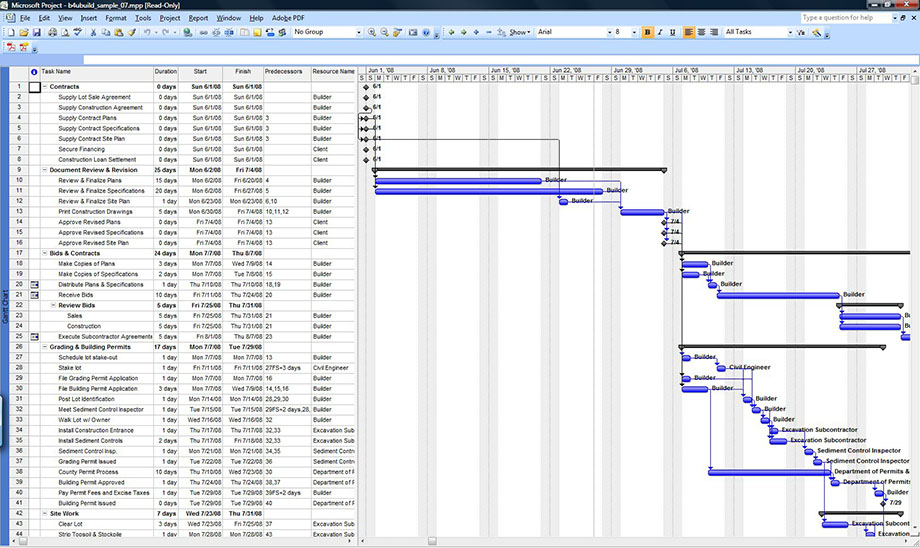 Microsoft Project - b4ubuild_sample_07.mpp [Read-Only]
File Edit View Insert Format Tools Project Report Window Help Adobe PDF
Type a question for help
No Group Show Arial 8 B I U All Tasks
Task Name Duration Start Finish Predecessors Resource Name
Jun 1, '08 Jun 8, '08 Jun 15, '08 Jun 22, '08 Jun 29, '08 Jul 6, '08 Jul 13, '08 Jul 20, '08 Jul 27, '08
1 Contracts 0 days Sun 6/1/08 Sun 6/1/08 6/1
2 Supply Lot Sale Agreement 0 days Sun 6/1/08 Sun 6/1/08 Builder 6/1
3 Supply Construction Agreement 0 days Sun 6/1/08 Sun 6/1/08 Builder 6/1
4 Supply Contract Plans 0 days Sun 6/1/08 Sun 6/1/08 3 Builder 6/1
5 Supply Contract Specifications 0 days Sun 6/1/08 Sun 6/1/08 3 Builder 6/1
6 Supply Contract Site Plan 0 days Sun 6/1/08 Sun 6/1/08 3 Builder 6/1
7 Secure Financing 0 days Sun 6/1/08 Sun 6/1/08 Client 6/1
8 Construction Loan Settlement 0 days Sun 6/1/08 Sun 6/1/08 Client 6/1
9 Document Review & Revision 25 days Mon 6/2/08 Fri 7/4/08
10 Review & Finalize Plans 15 days Mon 6/2/08 Fri 6/20/08 4 Builder Builder
11 Review & Finalize Specifications 20 days Mon 6/2/08 Fri 6/27/08 5 Builder Builder
12 Review & Finalize Site Plan 1 day Mon 6/23/08 Mon 6/23/08 6,10 Builder Builder
13 Print Construction Drawings 5 days Mon 6/30/08 Fri 7/4/08 10,11,12 Builder Builder
14 Approve Revised Plans 0 days Fri 7/4/08 Fri 7/4/08 13 Client 7/4
15 Approve Revised Specifications 0 days Fri 7/4/08 Fri 7/4/08 13 Client 7/4
16 Approve Revised Site Plan 0 days Fri 7/4/08 Fri 7/4/08 13 Client 7/4
17 Bids & Contracts 24 days Mon 7/7/08 Thu 8/7/08
18 Make Copies of Plans 3 days Mon 7/7/08 Wed 7/9/08 14 Builder Builder
19 Make Copies of Specifications 2 days Mon 7/7/08 Tue 7/8/08 15 Builder Builder
20 Distribute Plans & Specifications 1 day Thu 7/10/08 Thu 7/10/08 18,19 Builder Builder
21 Receive Bids 10 days Fri 7/11/08 Thu 7/24/08 20 Builder Builder
22 Review Bids 5 days Fri 7/25/08 Thu 7/31/08
23 Sales 5 days Fri 7/25/08 Thu 7/31/08 21 Builder
24 Construction 5 days Fri 7/25/08 Thu 7/31/08 21 Builder
25 Execute Subcontractor Agreements 5 days Fri 8/1/08 Thu 8/7/08 23 Builder
26 Grading & Building Permits 17 days Mon 7/7/08 Tue 7/29/08
27 Schedule lot stake-out 1 day Mon 7/7/08 Mon 7/7/08 13 Builder Builder
28 Stake lot 1 day Fri 7/11/08 Fri 7/11/08 27FS+3 days Civil Engineer Civil Engineer
29 File Grading Permit Application 1 day Mon 7/7/08 Mon 7/7/08 16 Builder Builder
30 File Building Permit Application 3 days Mon 7/7/08 Wed 7/9/08 14,15,16 Builder Builder
31 Post Lot Identification 1 day Mon 7/14/08 Mon 7/14/08 28,29,30 Builder Builder
32 Meet Sediment Control Inspector 1 day Tue 7/15/08 Tue 7/15/08 29FS+2 days,28, Builder Builder
33 Walk Lot w/ Owner 1 day Wed 7/16/08 Wed 7/16/08 32 Builder Builder
34 Install Construction Entrance 1 day Thu 7/17/08 Thu 7/17/08 32,33 Excavation Sub Excavation Subcontractor
35 Install Sediment Controls 2 days Thu 7/17/08 Fri 7/18/08 32,33 Excavation Sub Excavation Subcontractor
36 Sediment Control Insp. 1 day Mon 7/21/08 Mon 7/21/08 34,35 Sediment Contr Sediment Control Inspector
37 Grading Permit Issued 1 day Tue 7/22/08 Tue 7/22/08 36 Sediment Contr Sediment Control Inspector
38 County Permit Process 10 days Thu 7/10/08 Wed 7/23/08 30 Department of P Department of Permits &
39 Building Permit Approved 1 day Thu 7/24/08 Thu 7/24/08 38,37 Department of P Department of Permits
40 Pay Permit Fees and Excise Taxes 1 day Tue 7/29/08 Tue 7/29/08 39FS+2 days Builder Builder
41 Building Permit Issued 0 days Tue 7/29/08 Tue 7/29/08 40 Department of P 7/29
42 Site Work 7 days Wed 7/23/08 Thu 7/31/08
43 Clear Lot 3 days Wed 7/23/08 Fri 7/25/08 37 Excavation Sub Excavation Subcont
44 Strip Topsoil & Stockpile 1 day Mon 7/28/08 Mon 7/28/08 43 Excavation Sub Excavation
Gantt Chart